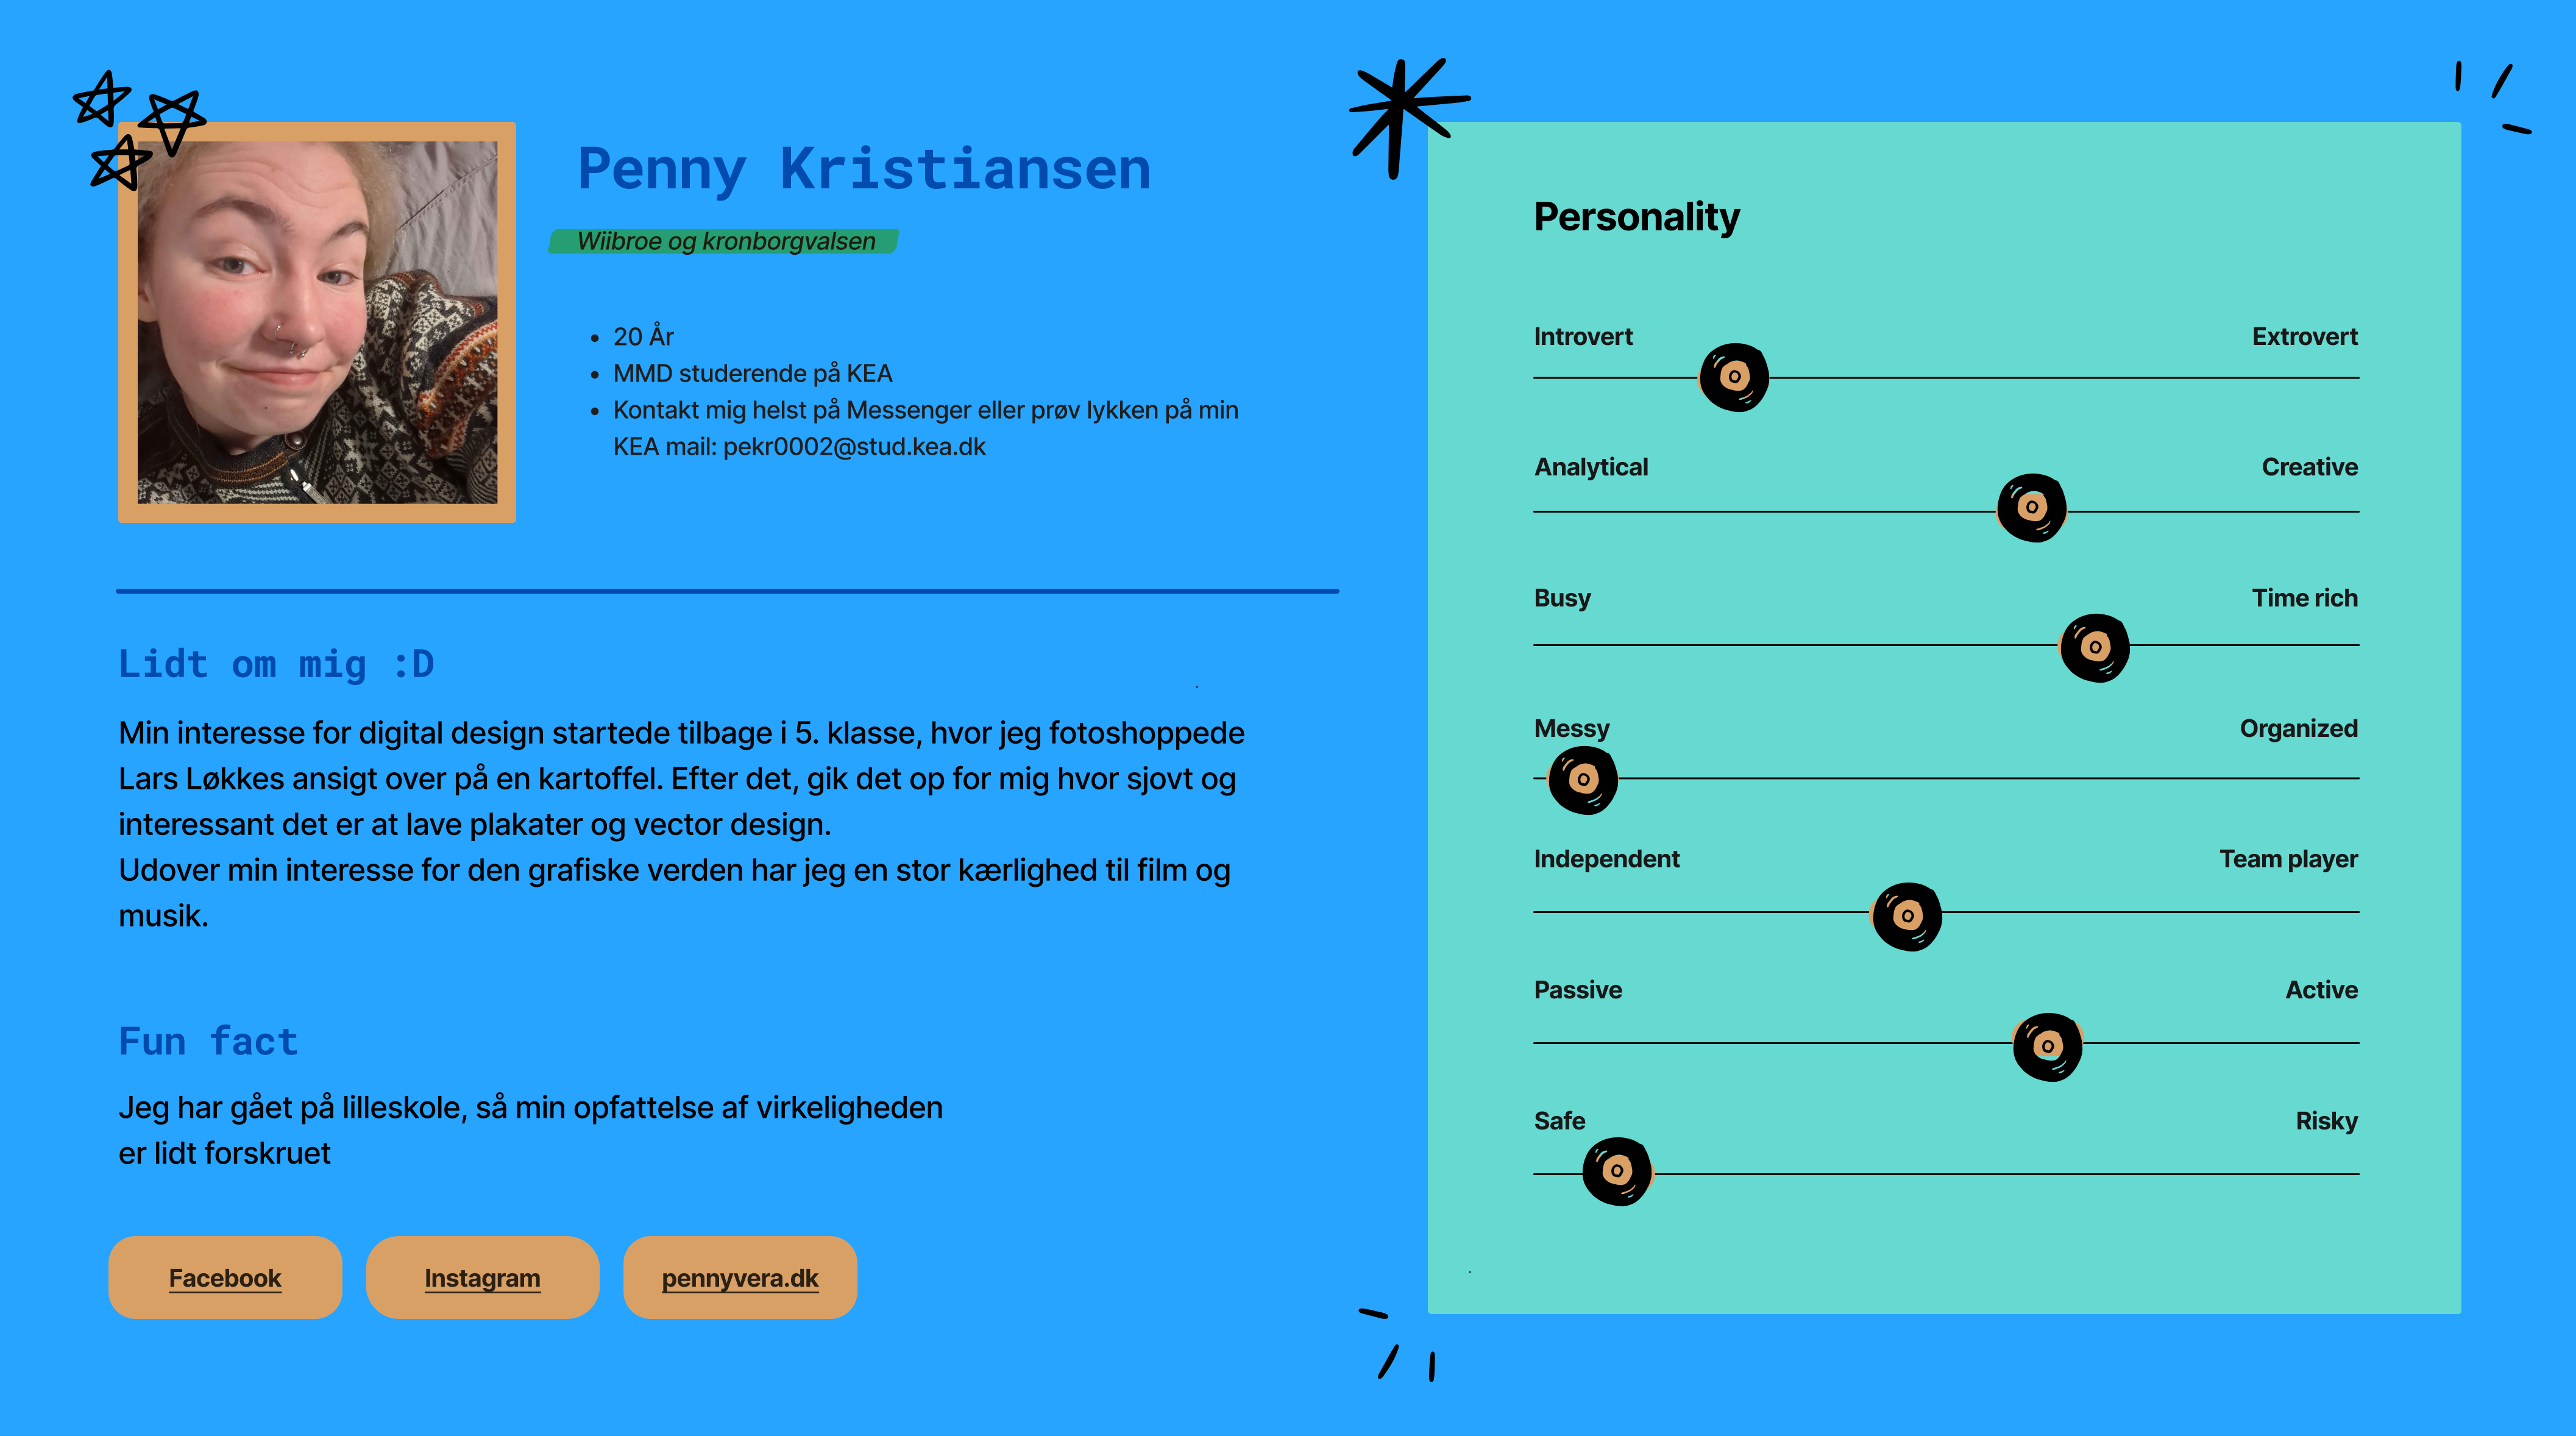 Penny Kristiansen
Wiibroe og kronborgvalsen
20 År
MMD studerende på KEA
Kontakt mig helst på Messenger eller prøv lykken på min
KEA mail: pekr0002@stud.kea.dk
Lidt om mig :D
Min interesse for digital design startede tilbage i 5. klasse, hvor jeg fotoshoppede
Lars Løkkes ansigt over på en kartoffel. Efter det, gik det op for mig hvor sjovt og
interessant det er at lave plakater og vector design.
Udover min interesse for den grafiske verden har jeg en stor kærlighed til film og
musik.
Fun fact
Jeg har gået på lilleskole, så min opfattelse af virkeligheden
er lidt forskruet
Facebook
Instagram
pennyvera.dk
Personality
Introvert Extrovert
Analytical Creative
Busy Time rich
Messy Organized
Independent Team player
Passive Active
Safe Risky